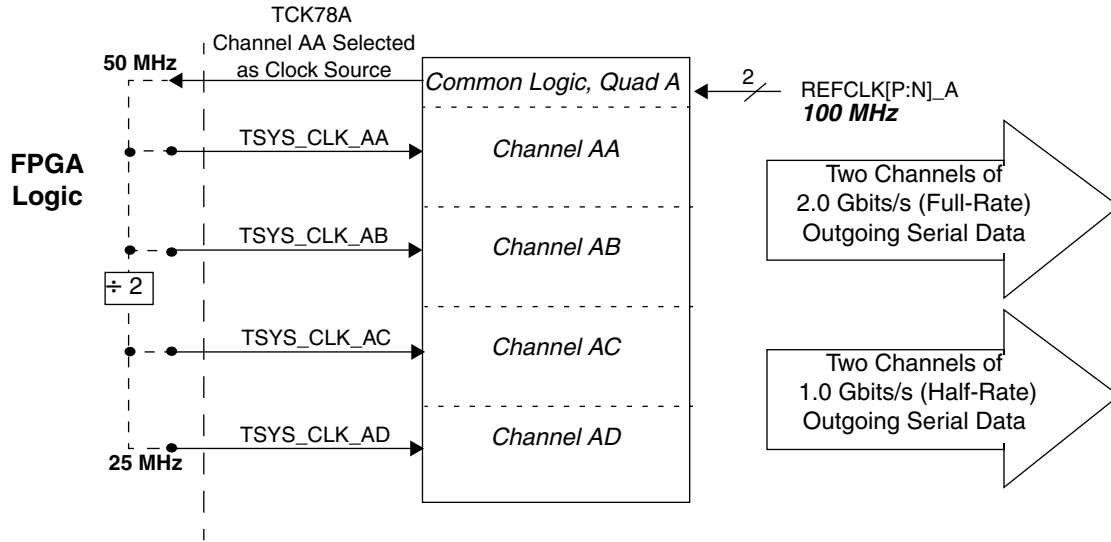 TCK78A
Channel AA Selected
as Clock Source
50 MHz
Common Logic, Quad A
2
REFCLK[P:N]_A
100 MHz
FPGA
Logic
TSYS_CLK_AA
Channel AA
Two Channels of
2.0 Gbits/s (Full-Rate)
Outgoing Serial Data
TSYS_CLK_AB
Channel AB
÷ 2
TSYS_CLK_AC
Channel AC
Two Channels of
1.0 Gbits/s (Half-Rate)
Outgoing Serial Data
TSYS_CLK_AD
Channel AD
25 MHz